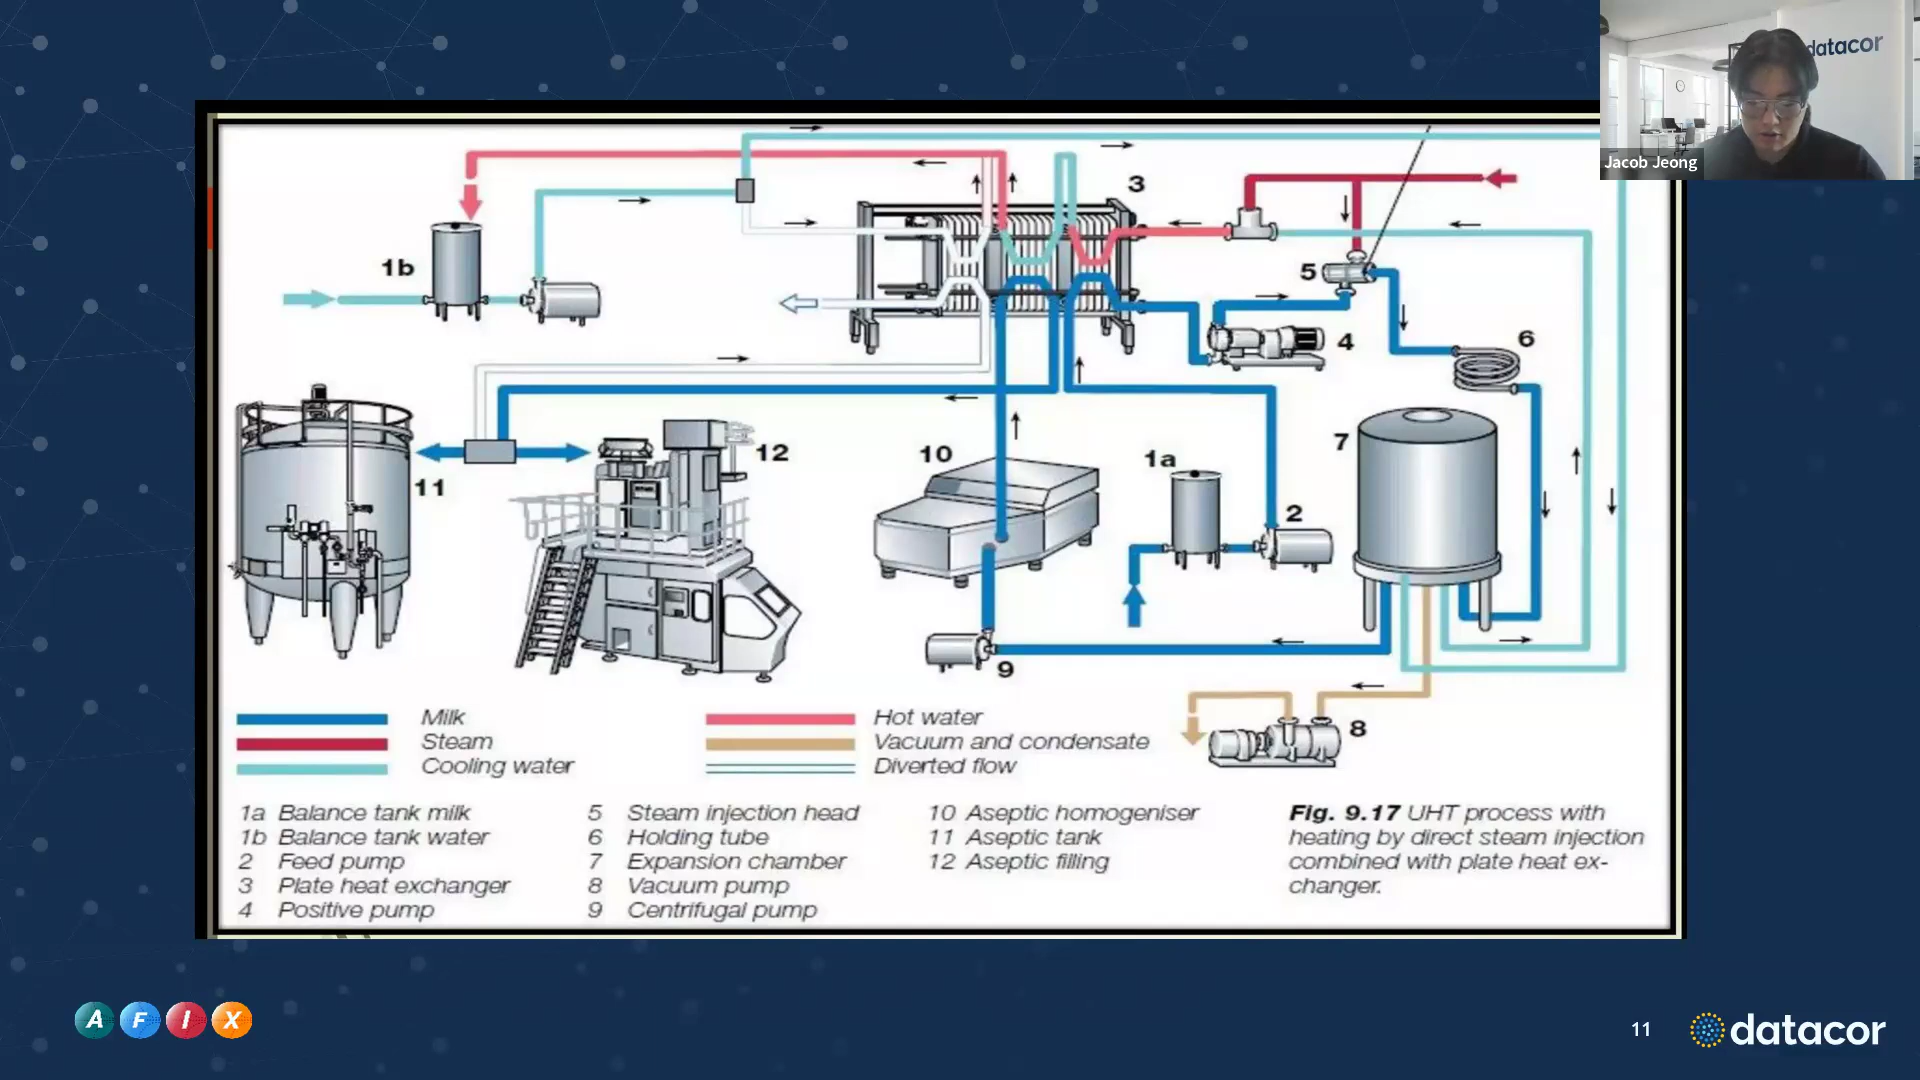 datacor
Jacob Jeong
3
1b
5
4
6
7
12
10
1a
11
2
9
8
Milk
Steam
Cooling water
Hot water
Vacuum and condensate
Diverted flow
1a Balance tank milk
1b Balance tank water
2 Feed pump
3 Plate heat exchanger
4 Positive pump
5 Steam injection head
6 Holding tube
7 Expansion chamber
8 Vacuum pump
9 Centrifugal pump
10 Aseptic homogeniser
11 Aseptic tank
12 Aseptic filling
Fig. 9.17 UHT process with
heating by direct steam injection
combined with plate heat ex-
changer.
A F I X
11
datacor